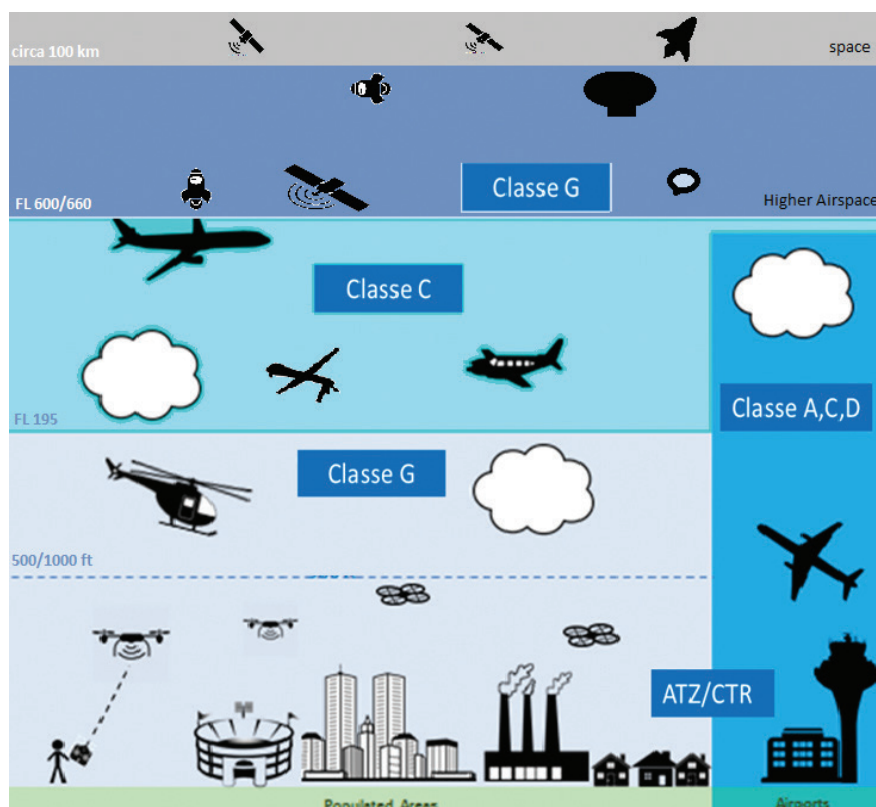 circa 100 km
space
Classe G
FL 600/660
Higher Airspace
Classe C
Classe A,C,D
FL 195
Classe G
500/1000 ft
ATZ/CTR
Populated Areas
Airports